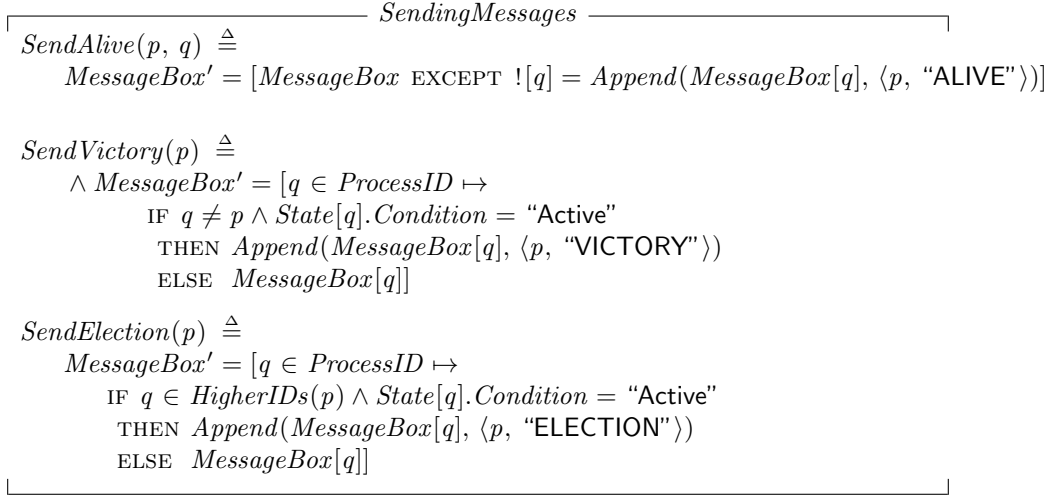 SendingMessages
SendAlive(p, q) ≜
MessageBox′ = [MessageBox EXCEPT ![q] = Append(MessageBox[q], ⟨p, “ALIVE”⟩)]
SendVictory(p) ≜
∧ MessageBox′ = [q ∈ ProcessID ↦
IF q ≠ p ∧ State[q].Condition = “Active”
THEN Append(MessageBox[q], ⟨p, “VICTORY”⟩)
ELSE MessageBox[q]]
SendElection(p) ≜
MessageBox′ = [q ∈ ProcessID ↦
IF q ∈ HigherIDs(p) ∧ State[q].Condition = “Active”
THEN Append(MessageBox[q], ⟨p, “ELECTION”⟩)
ELSE MessageBox[q]]